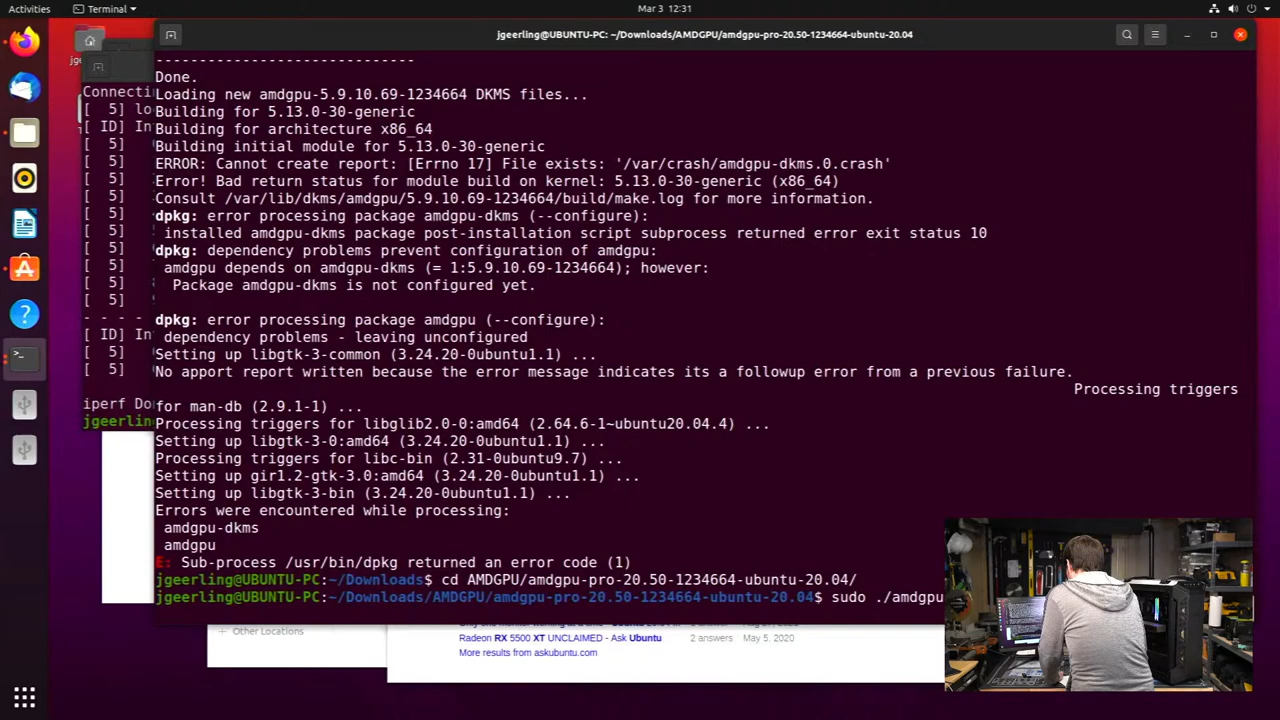 Activities
Terminal
Mar 3 12:31
jgeerling@UBUNTU-PC: ~/Downloads/AMDGPU/amdgpu-pro-20.50-1234664-ubuntu-20.04
Connecti
[ 5] lo
[ ID] In
[ 5]
[ 5]
[ 5]
[ 5]
[ 5]
[ 5]
[ 5]
[ 5]
[ 5]
[ 5]
- - - -
[ ID] In
[ 5]
[ 5]
iperf Do
jgeerling
------------------------------
Done.
Loading new amdgpu-5.9.10.69-1234664 DKMS files...
Building for 5.13.0-30-generic
Building for architecture x86_64
Building initial module for 5.13.0-30-generic
ERROR: Cannot create report: [Errno 17] File exists: '/var/crash/amdgpu-dkms.0.crash'
Error! Bad return status for module build on kernel: 5.13.0-30-generic (x86_64)
Consult /var/lib/dkms/amdgpu/5.9.10.69-1234664/build/make.log for more information.
dpkg: error processing package amdgpu-dkms (--configure):
installed amdgpu-dkms package post-installation script subprocess returned error exit status 10
dpkg: dependency problems prevent configuration of amdgpu:
amdgpu depends on amdgpu-dkms (= 1:5.9.10.69-1234664); however:
Package amdgpu-dkms is not configured yet.
dpkg: error processing package amdgpu (--configure):
dependency problems - leaving unconfigured
Setting up libgtk-3-common (3.24.20-0ubuntu1.1) ...
No apport report written because the error message indicates its a followup error from a previous failure.
Processing triggers
for man-db (2.9.1-1) ...
Processing triggers for libglib2.0-0:amd64 (2.64.6-1~ubuntu20.04.4) ...
Setting up libgtk-3-0:amd64 (3.24.20-0ubuntu1.1) ...
Processing triggers for libc-bin (2.31-0ubuntu9.7) ...
Setting up gir1.2-gtk-3.0:amd64 (3.24.20-0ubuntu1.1) ...
Setting up libgtk-3-bin (3.24.20-0ubuntu1.1) ...
Errors were encountered while processing:
amdgpu-dkms
amdgpu
E: Sub-process /usr/bin/dpkg returned an error code (1)
jgeerling@UBUNTU-PC:~/Downloads$ cd AMDGPU/amdgpu-pro-20.50-1234664-ubuntu-20.04/
jgeerling@UBUNTU-PC:~/Downloads/AMDGPU/amdgpu-pro-20.50-1234664-ubuntu-20.04$ sudo ./amdgpu
+ Other Locations
Radeon RX 5500 XT UNCLAIMED - Ask Ubuntu
2 answers
May 5, 2020
More results from askubuntu.com